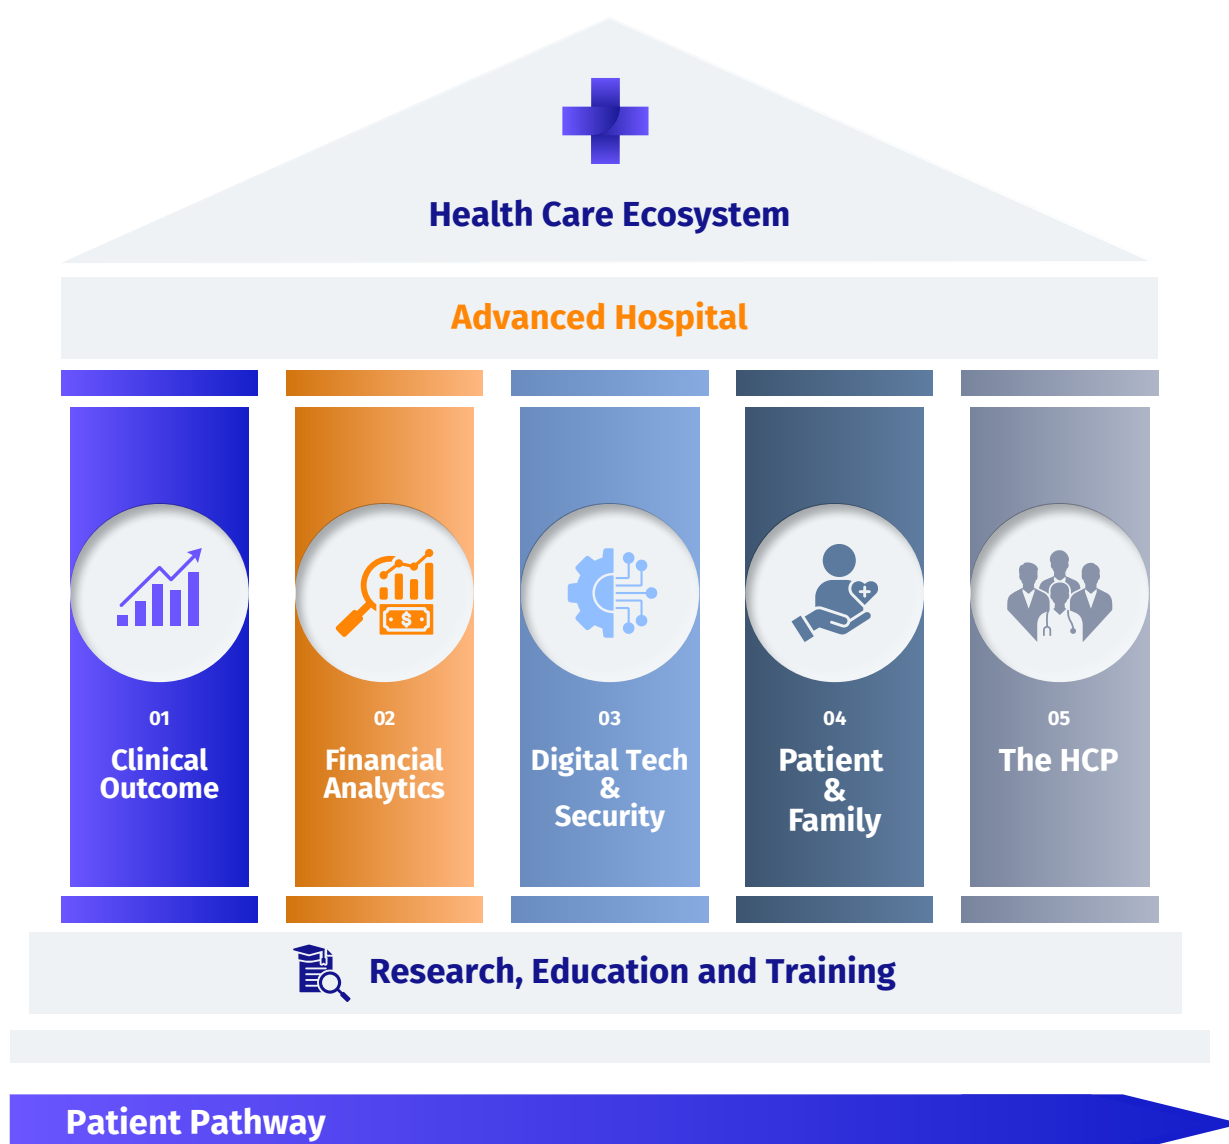 Health Care Ecosystem
Advanced Hospital
01
Clinical
Outcome
02
Financial
Analytics
$
03
Digital Tech
&
Security
04
Patient
&
Family
05
The HCP
Research, Education and Training
Patient Pathway